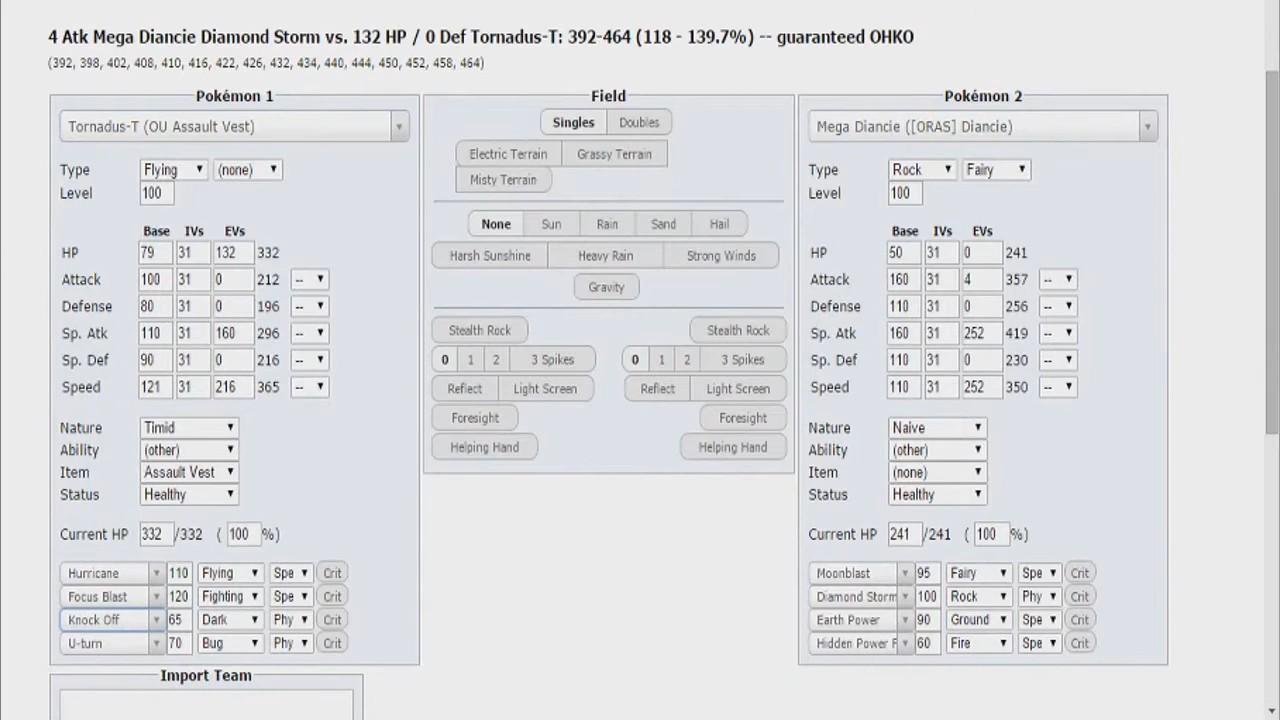 4 Atk Mega Diancie Diamond Storm vs. 132 HP / 0 Def Tornadus-T: 392-464 (118 - 139.7%) -- guaranteed OHKO
(392, 398, 402, 408, 410, 416, 422, 426, 432, 434, 440, 444, 450, 452, 458, 464)
Pokémon 1
Tornadus-T (OU Assault Vest)
Type Flying (none)
Level 100
Base IVs EVs
HP 79 31 132 332
Attack 100 31 0 212 --
Defense 80 31 0 196 --
Sp. Atk 110 31 160 296 --
Sp. Def 90 31 0 216 --
Speed 121 31 216 365 --
Nature Timid
Ability (other)
Item Assault Vest
Status Healthy
Current HP 332 /332 ( 100 %)
Hurricane 110 Flying Spe Crit
Focus Blast 120 Fighting Spe Crit
Knock Off 65 Dark Phy Crit
U-turn 70 Bug Phy Crit
Import Team
Field
Singles Doubles
Electric Terrain Grassy Terrain
Misty Terrain
None Sun Rain Sand Hail
Harsh Sunshine Heavy Rain Strong Winds
Gravity
Stealth Rock Stealth Rock
0 1 2 3 Spikes 0 1 2 3 Spikes
Reflect Light Screen Reflect Light Screen
Foresight Foresight
Helping Hand Helping Hand
Pokémon 2
Mega Diancie ([ORAS] Diancie)
Type Rock Fairy
Level 100
Base IVs EVs
HP 50 31 0 241
Attack 160 31 4 357 --
Defense 110 31 0 256 --
Sp. Atk 160 31 252 419 --
Sp. Def 110 31 0 230 --
Speed 110 31 252 350 --
Nature Naive
Ability (other)
Item (none)
Status Healthy
Current HP 241 /241 ( 100 %)
Moonblast 95 Fairy Spe Crit
Diamond Storm 100 Rock Phy Crit
Earth Power 90 Ground Spe Crit
Hidden Power F 60 Fire Spe Crit